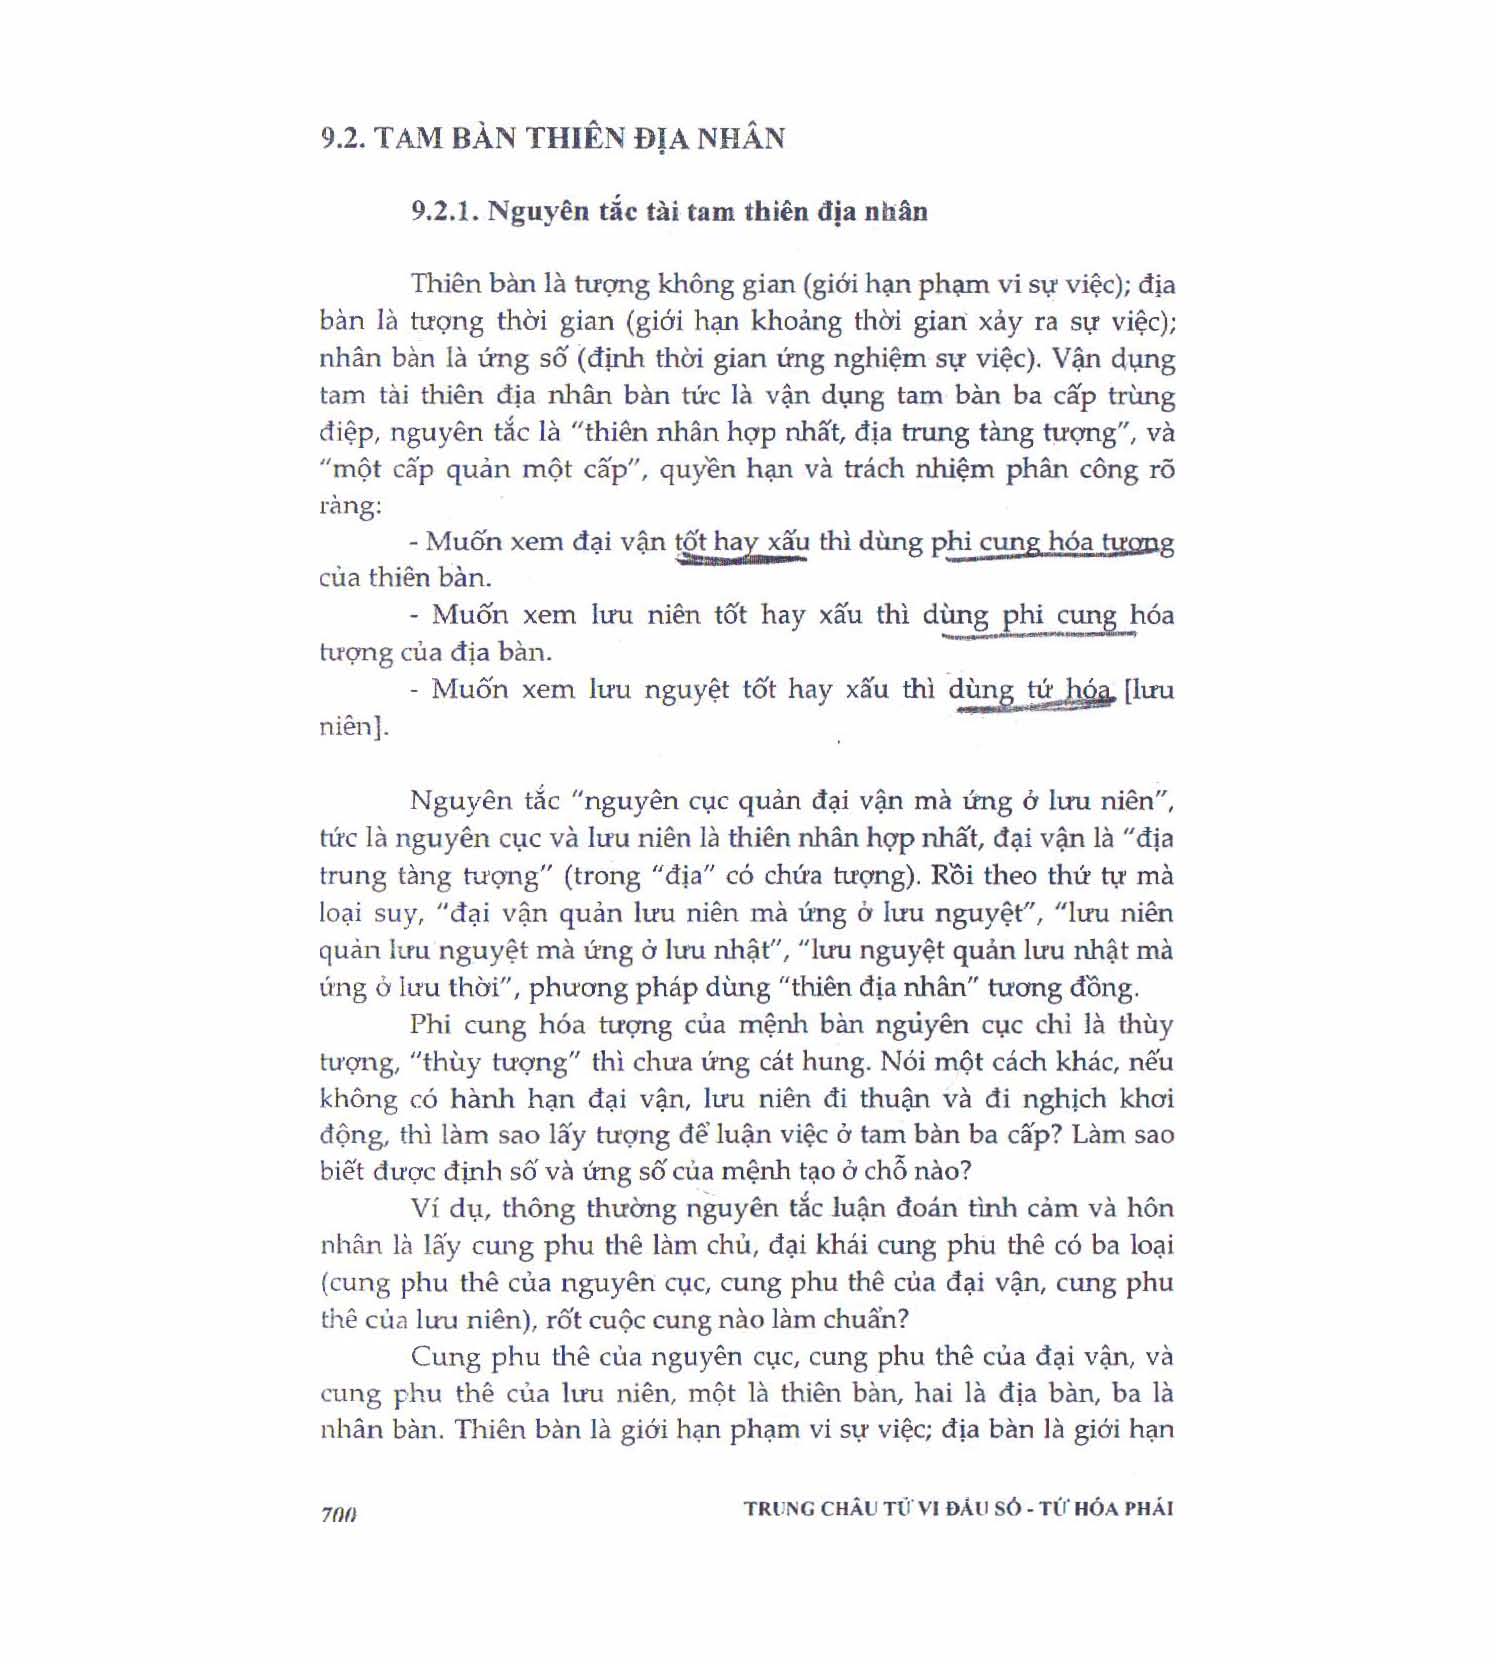 9.2. TAM BÀN THIÊN ĐỊA NHÂN
9.2.1. Nguyên tắc tài tam thiên địa nhân
Thiên bàn là tượng không gian (giới hạn phạm vi sự việc); địa
bàn là tượng thời gian (giới hạn khoảng thời gian xảy ra sự việc);
nhân bàn là ứng số (định thời gian ứng nghiệm sự việc). Vận dụng
tam tài thiên địa nhân bàn tức là vận dụng tam bàn ba cấp trùng
điệp, nguyên tắc là "thiên nhân hợp nhất, địa trung tàng tượng", và
"một cấp quản một cấp", quyền hạn và trách nhiệm phân công rõ
ràng:
- Muốn xem đại vận tốt hay xấu thì dùng phi cung hóa tượng
của thiên bàn.
- Muốn xem lưu niên tốt hay xấu thì dùng phi cung hóa
tượng của địa bàn.
- Muốn xem lưu nguyệt tốt hay xấu thì dùng tứ hóa [lưu
niên].
Nguyên tắc "nguyên cục quản đại vận mà ứng ở lưu niên",
tức là nguyên cục và lưu niên là thiên nhân hợp nhất, đại vận là "địa
trung tàng tượng" (trong "địa" có chứa tượng). Rồi theo thứ tự mà
loại suy, "đại vận quản lưu niên mà ứng ở lưu nguyệt", "lưu niên
quản lưu nguyệt mà ứng ở lưu nhật", "lưu nguyệt quản lưu nhật mà
ứng ở lưu thời", phương pháp dùng "thiên địa nhân" tương đồng.
Phi cung hóa tượng của mệnh bàn nguyên cục chỉ là thùy
tượng, "thùy tượng" thì chưa ứng cát hung. Nói một cách khác, nếu
không có hành hạn đại vận, lưu niên đi thuận và đi nghịch khơi
động, thì làm sao lấy tượng để luận việc ở tam bàn ba cấp? Làm sao
biết được định số và ứng số của mệnh tạo ở chỗ nào?
Ví dụ, thông thường nguyên tắc luận đoán tình cảm và hôn
nhân là lấy cung phu thê làm chủ, đại khái cung phu thê có ba loại
(cung phu thê của nguyên cục, cung phu thê của đại vận, cung phu
thê của lưu niên), rốt cuộc cung nào làm chuẩn?
Cung phu thê của nguyên cục, cung phu thê của đại vận, và
cung phu thê của lưu niên, một là thiên bàn, hai là địa bàn, ba là
nhân bàn. Thiên bàn là giới hạn phạm vi sự việc; địa bàn là giới hạn
700
TRUNG CHÂU TỬ VI ĐẨU SỐ - TỨ HÓA PHÁI